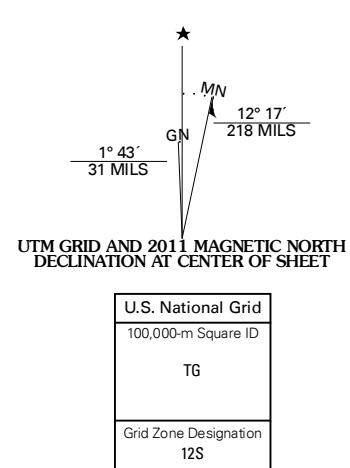 MN
12° 17´
218 MILS
GN
1° 43´
31 MILS
UTM GRID AND 2011 MAGNETIC NORTH
DECLINATION AT CENTER OF SHEET
U.S. National Grid
100,000-m Square ID
TG
Grid Zone Designation
12S